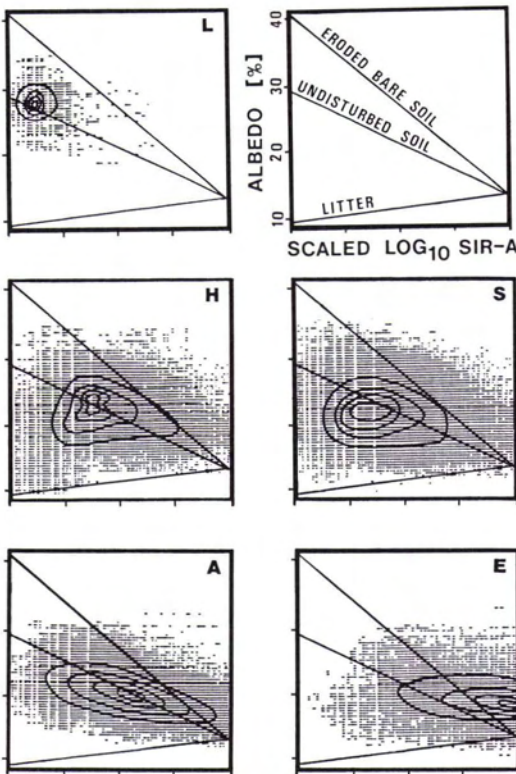 L
ALBEDO [%]
40
30
20
10
ERODED BARE SOIL
UNDISTURBED SOIL
LITTER
SCALED LOG10 SIR-A
H
S
A
E